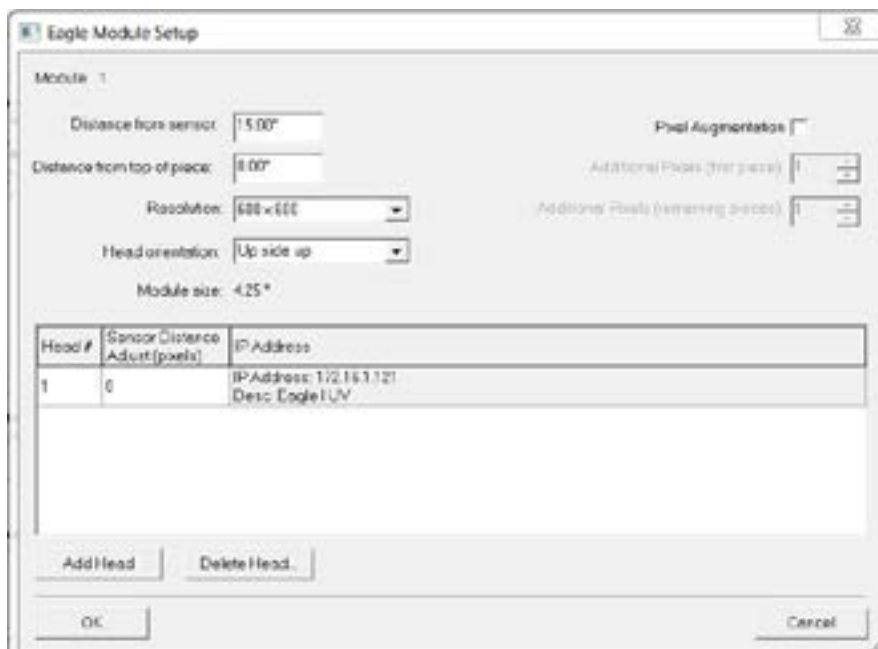 Eagle Module Setup
Module 1
Distance from sensor: 15.00"
Pixel Augmentation
Distance from top of piece: 0.00"
Additional Pixels (first piece)
Resolution: 600 x 600
Additional Pixels (remaining pieces)
Head orientation: Up side up
Module size: 4.25"
Head # Sensor Distance Adjust (pixels) IP Address
1 0 IP Address: 172.16.1.121
Desc: Eagle I UV
Add Head Delete Head..
OK Cancel